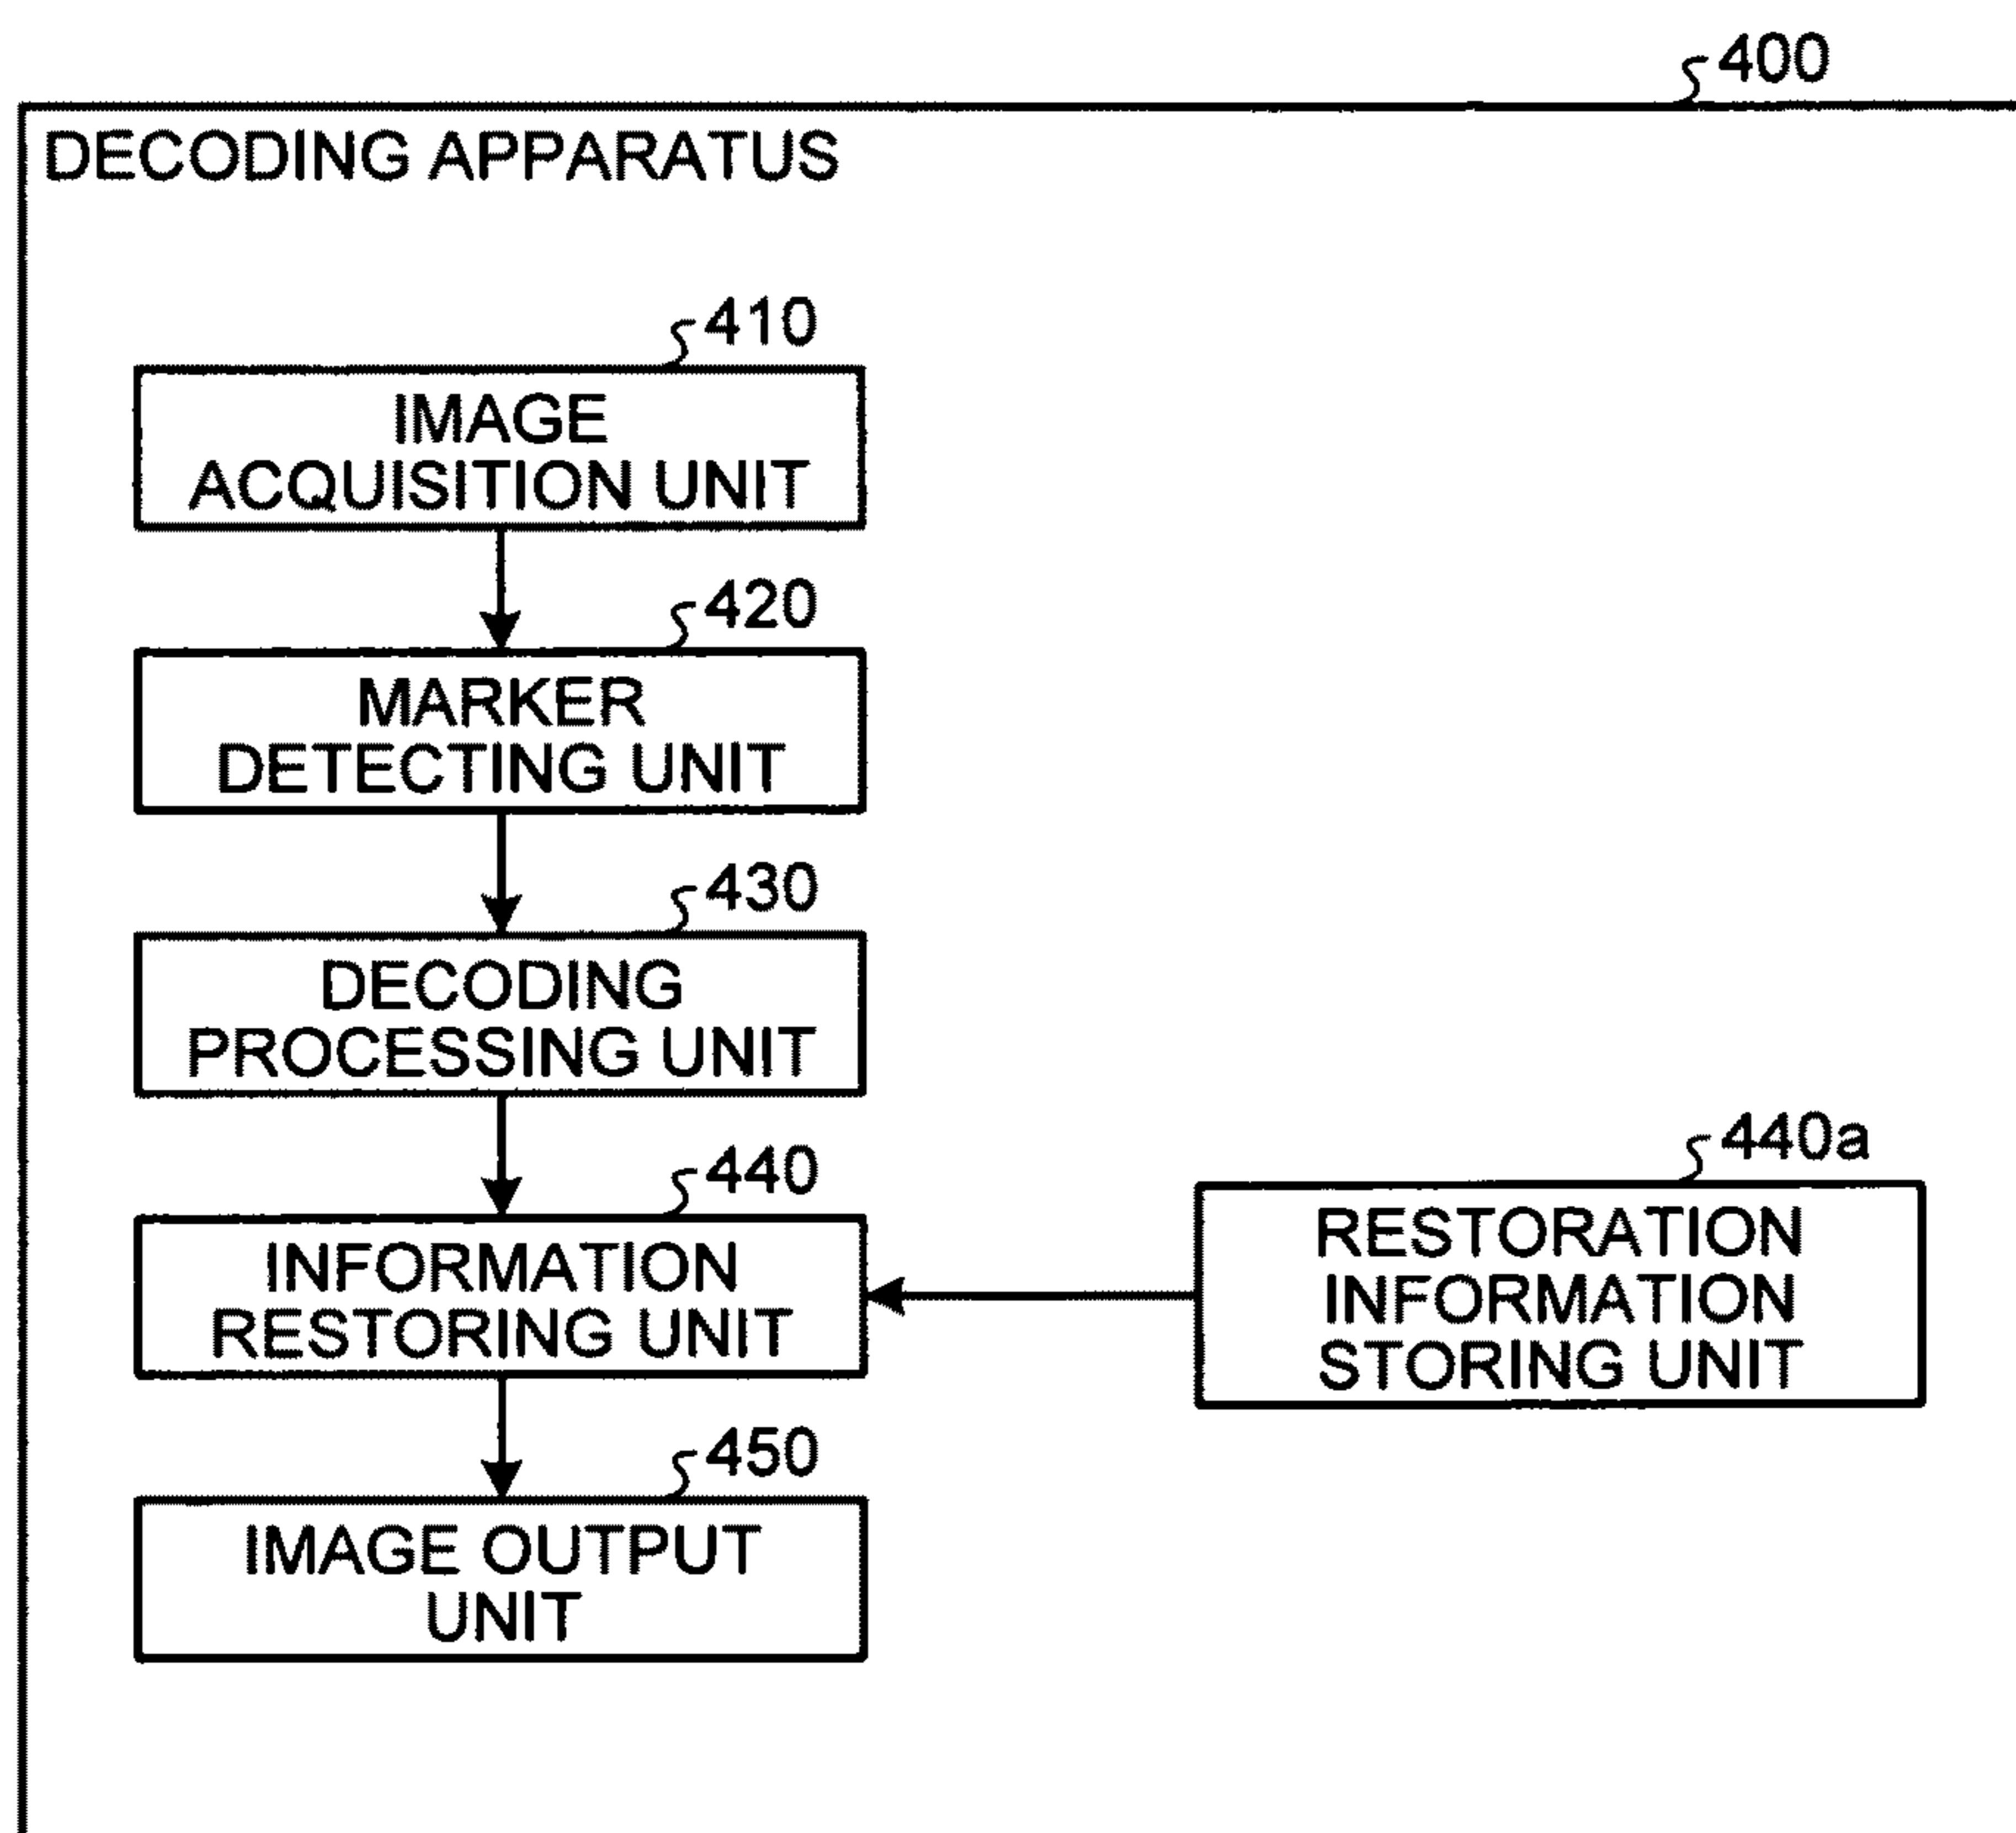 400
DECODING APPARATUS
410
IMAGE
ACQUISITION UNIT
420
MARKER
DETECTING UNIT
430
DECODING
PROCESSING UNIT
440
INFORMATION
RESTORING UNIT
440a
RESTORATION
INFORMATION
STORING UNIT
450
IMAGE OUTPUT
UNIT